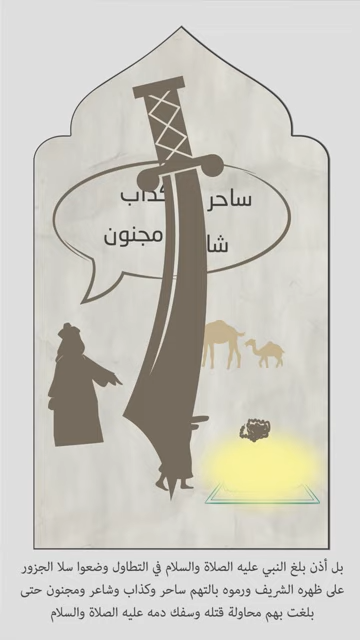 ساحر
كذاب
مجنون
بل أذن بلغ النبي عليه الصلاة والسلام في التطاول وضعوا سلا الجزور
على ظهره الشريف ورموه بالتهم ساحر وكذاب وشاعر ومجنون حتى
بلغت بهم محاولة قتله وسفك دمه عليه الصلاة والسلام